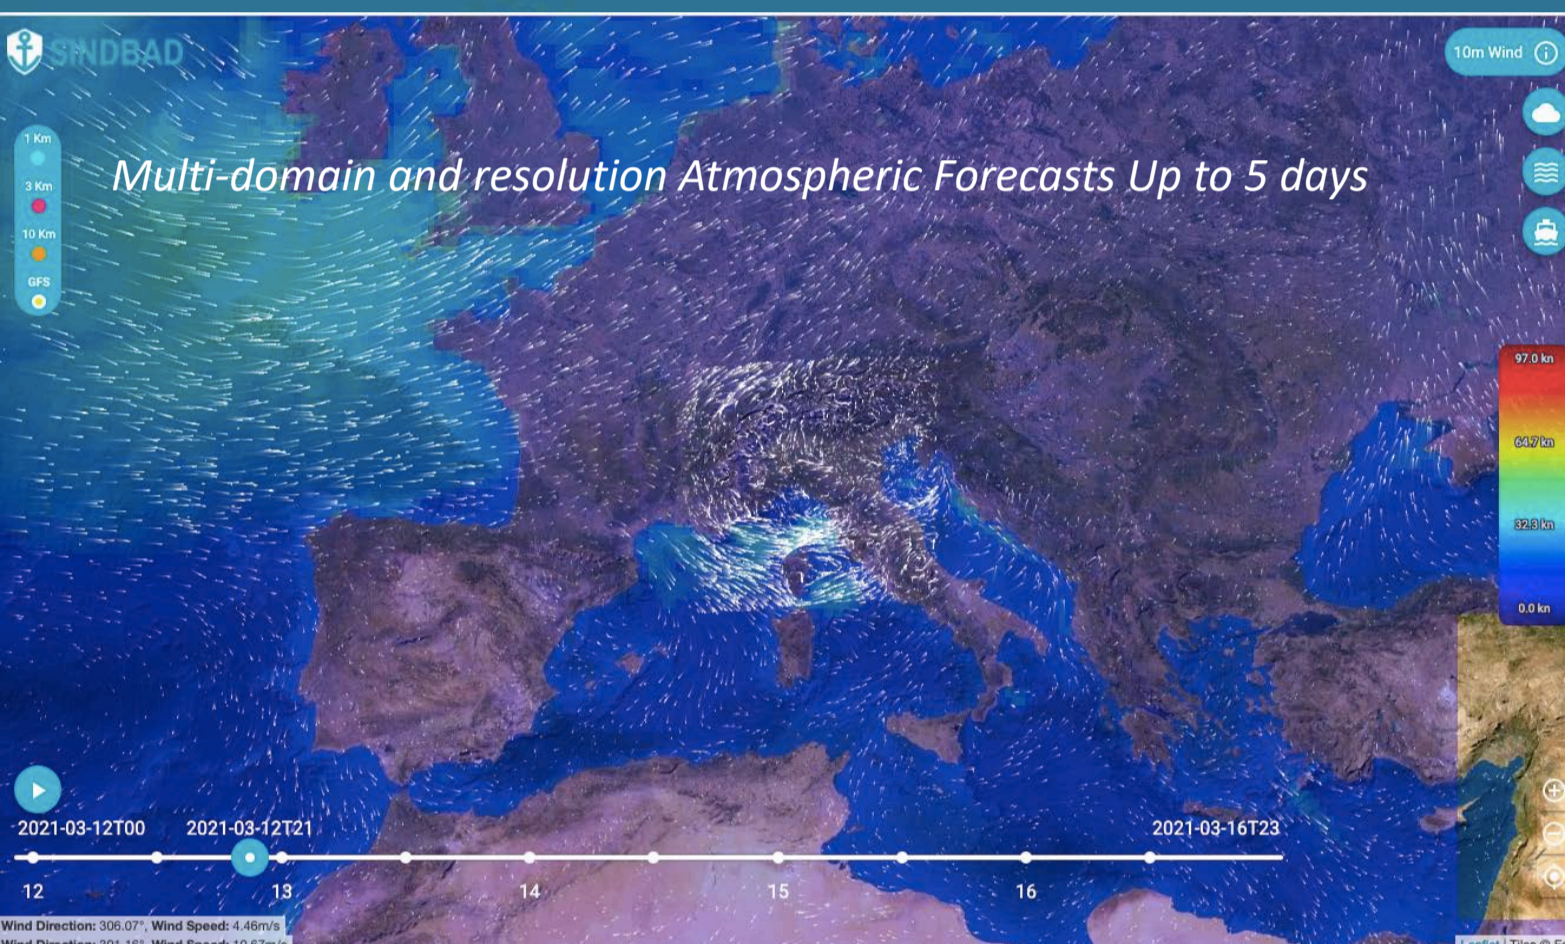 SINDBAD
10m Wind
1 Km
3 Km
Multi-domain and resolution Atmospheric Forecasts Up to 5 days
10 Km
GFS
97.0 kn
64.7 kn
32.3 kn
0.0 kn
2021-03-12T00 2021-03-12T21 2021-03-16T23
12 13 14 15 16
Wind Direction: 306.07°, Wind Speed: 4.46m/s